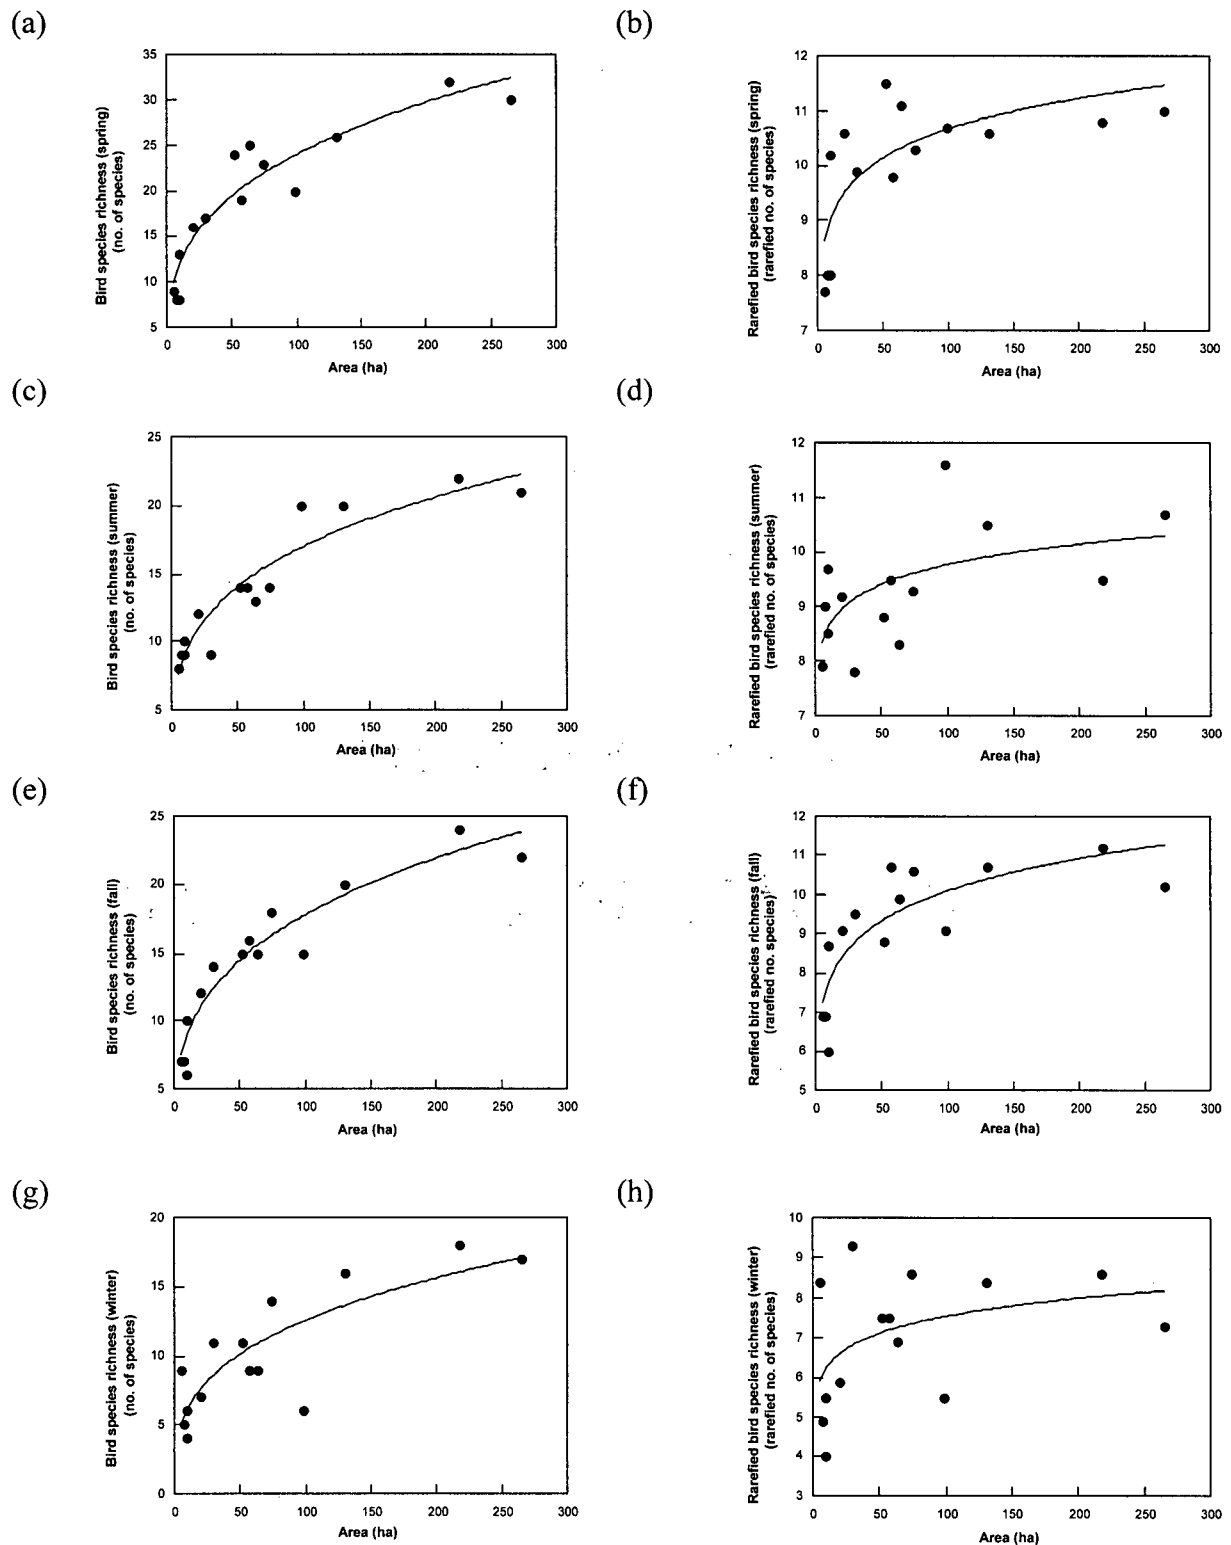 (a)
Bird species richness (spring)
(no. of species)
35
30
25
20
15
10
5
0 50 100 150 200 250 300
Area (ha)
(b)
Rarefied bird species richness (spring)
(rarefied no. of species)
12
11
10
9
8
7
0 50 100 150 200 250 300
Area (ha)
(c)
Bird species richness (summer)
(no. of species)
25
20
15
10
5
0 50 100 150 200 250 300
Area (ha)
(d)
Rarefied bird species richness (summer)
(rarefied no. of species)
12
11
10
9
8
7
0 50 100 150 200 250 300
Area (ha)
(e)
Bird species richness (fall)
(no. of species)
25
20
15
10
5
0 50 100 150 200 250 300
Area (ha)
(f)
Rarefied bird species richness (fall)
(rarefied no. species)
12
11
10
9
8
7
6
5
0 50 100 150 200 250 300
Area (ha)
(g)
Bird species richness (winter)
(no. of species)
20
15
10
5
0
0 50 100 150 200 250 300
Area (ha)
(h)
Rarefied bird species richness (winter)
(rarefied no. of species)
10
9
8
7
6
5
4
3
0 50 100 150 200 250 300
Area (ha)